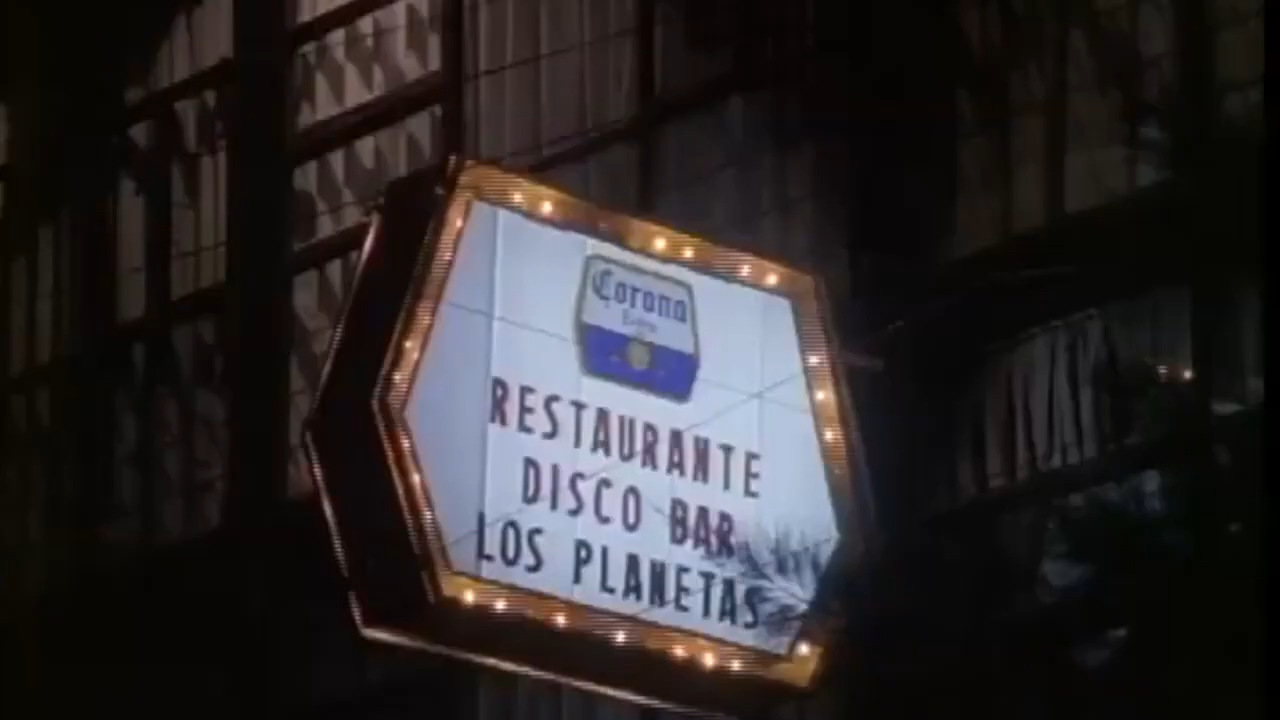 Corona
Extra
RESTAURANTE
DISCO BAR
LOS PLANETAS